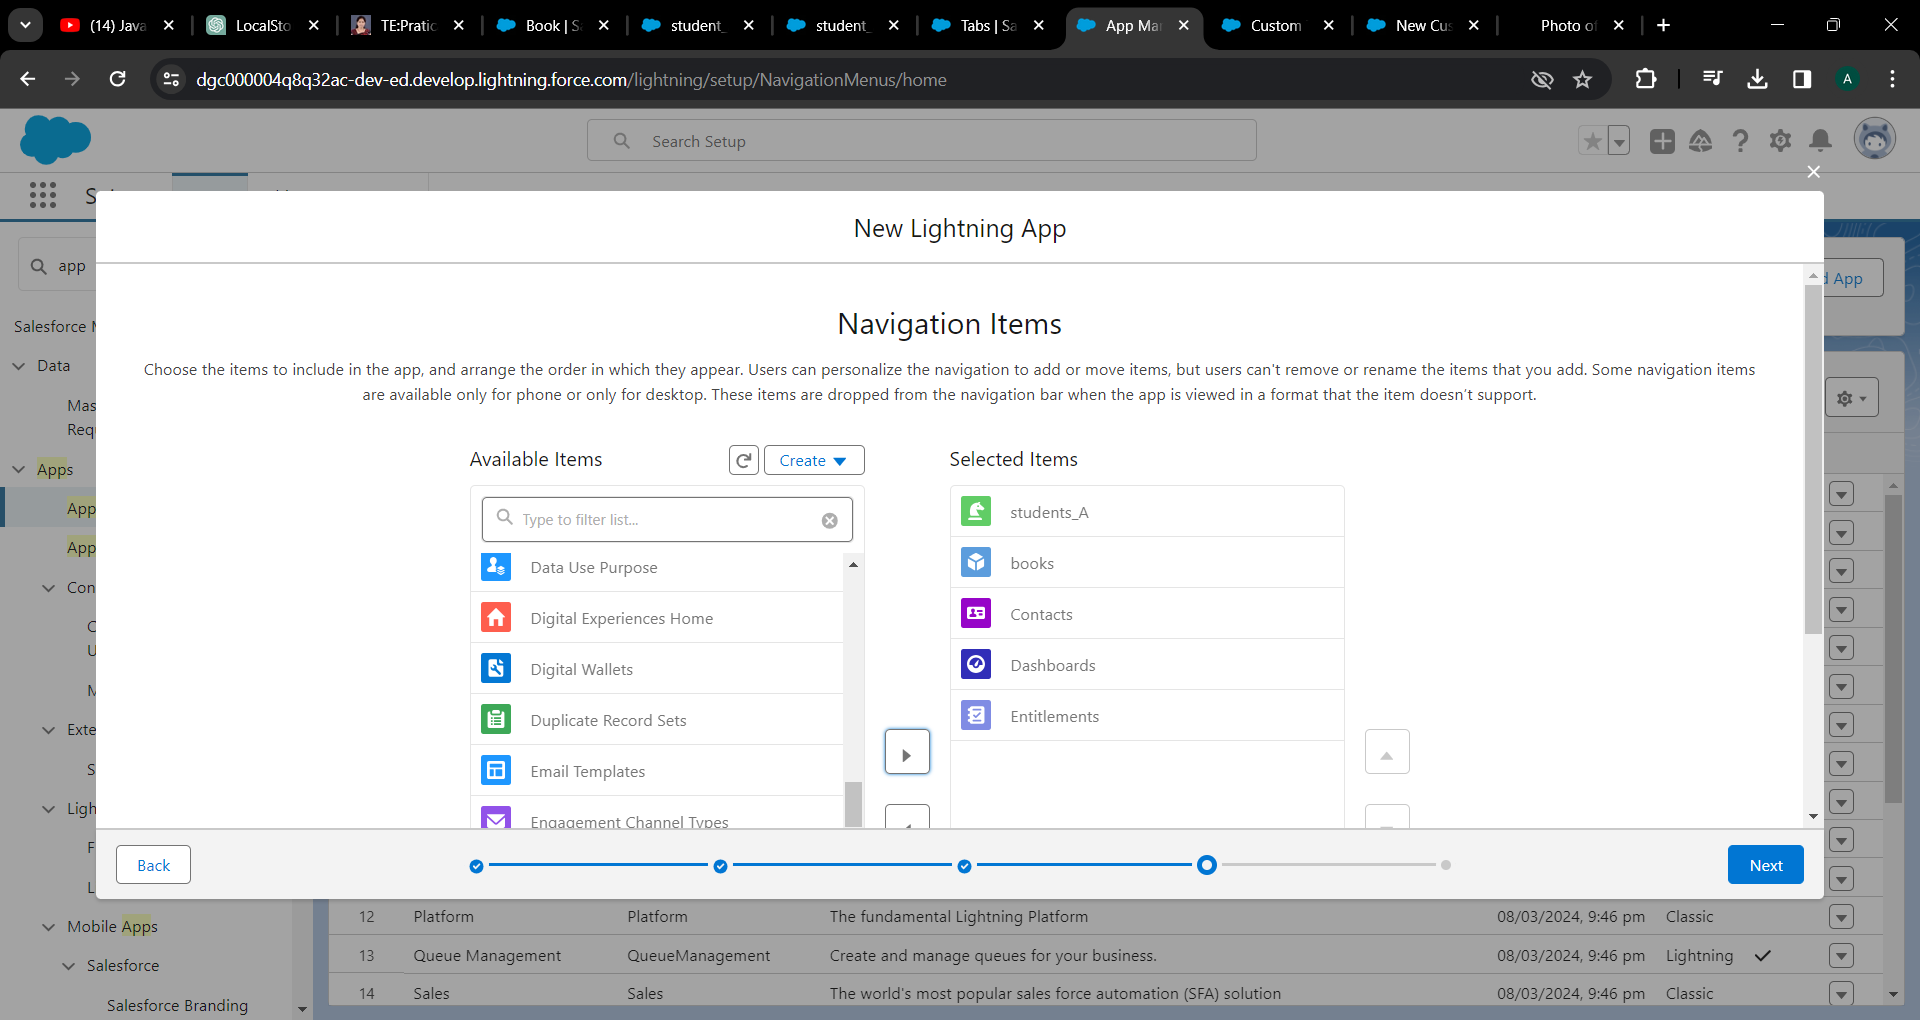 (14) Java
LocalSto
TE:Pratic
Book | S
student_
student_
Tabs | Sa
App Ma
Custom
New Cus
Photo of
dgc000004q8q32ac-dev-ed.develop.lightning.force.com/lightning/setup/NavigationMenus/home
A
Search Setup
app
d App
New Lightning App
Navigation Items
Choose the items to include in the app, and arrange the order in which they appear. Users can personalize the navigation to add or move items, but users can't remove or rename the items that you add. Some navigation items
are available only for phone or only for desktop. These items are dropped from the navigation bar when the app is viewed in a format that the item doesn't support.
Salesforce M
Data
Mas
Req
Apps
App
App
Con
C
U
M
Exte
S
Ligh
F
L
Mobile Apps
Salesforce
Salesforce Branding
Available Items
Create
Type to filter list...
Data Use Purpose
Digital Experiences Home
Digital Wallets
Duplicate Record Sets
Email Templates
Engagement Channel Types
Selected Items
students_A
books
Contacts
Dashboards
Entitlements
Back
Next
12 Platform Platform The fundamental Lightning Platform 08/03/2024, 9:46 pm Classic
13 Queue Management QueueManagement Create and manage queues for your business. 08/03/2024, 9:46 pm Lightning
14 Sales Sales The world's most popular sales force automation (SFA) solution 08/03/2024, 9:46 pm Classic